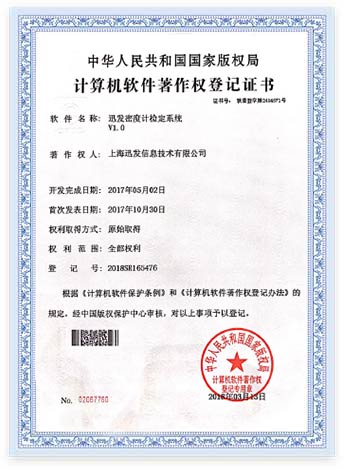 中华人民共和国国家版权局
计算机软件著作权登记证书
证书号：
软件名称： 迅发密度计检定系统
V1.0
著作权人： 上海迅发信息技术有限公司
开发完成日期： 2017年05月02日
首次发表日期： 2017年10月30日
权利取得方式： 原始取得
权利范围： 全部权利
登记号： 2018SR165476
根据《计算机软件保护条例》和《计算机软件著作权登记办法》的
规定，经中国版权保护中心审核，对以上事项予以登记。
中华人民共和国国家版权局
计算机软件著作权
登记专用章
2018年03月13日
No. 02067760